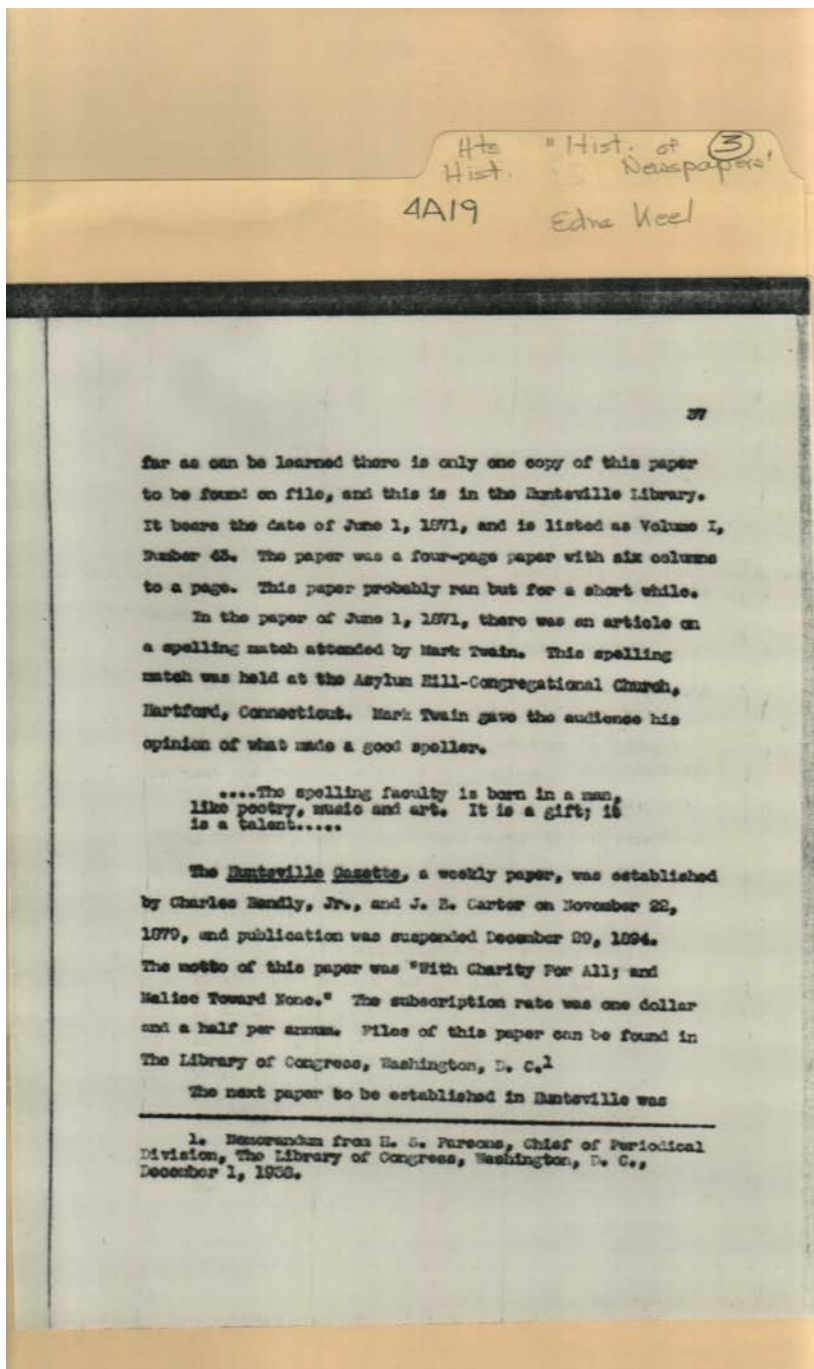 Hts "Hist. of 3
Hist. Newspapers"
4A19 Edna Keel
37
far as can be learned there is only one copy of this paper
to be found on file, and this is in the Huntsville Library.
It bears the date of June 1, 1871, and is listed as Volume I,
Number 43. The paper was a four-page paper with six columns
to a page. This paper probably ran but for a short while.
In the paper of June 1, 1871, there was an article on
a spelling match attended by Mark Twain. This spelling
match was held at the Asylum Hill-Congregational Church,
Hartford, Connecticut. Mark Twain gave the audience his
opinion of what made a good speller.
....The spelling faculty is born in a man,
like poetry, music and art. It is a gift; it
is a talent.....
The Huntsville Gazette, a weekly paper, was established
by Charles Hendly, Jr., and J. E. Carter on November 22,
1879, and publication was suspended December 29, 1894.
The motto of this paper was "With Charity For All; and
Malice Toward None." The subscription rate was one dollar
and a half per annum. Files of this paper can be found in
The Library of Congress, Washington, D. C.1
The next paper to be established in Huntsville was
1. Memorandum from H. S. Parsons, Chief of Periodical
Division, The Library of Congress, Washington, D. C.,
December 1,